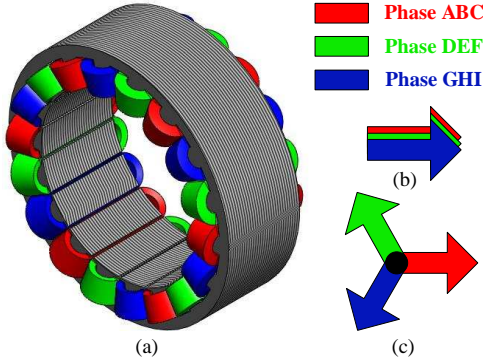 Phase ABC
Phase DEF
Phase GHI
(b)
(a)
(c)